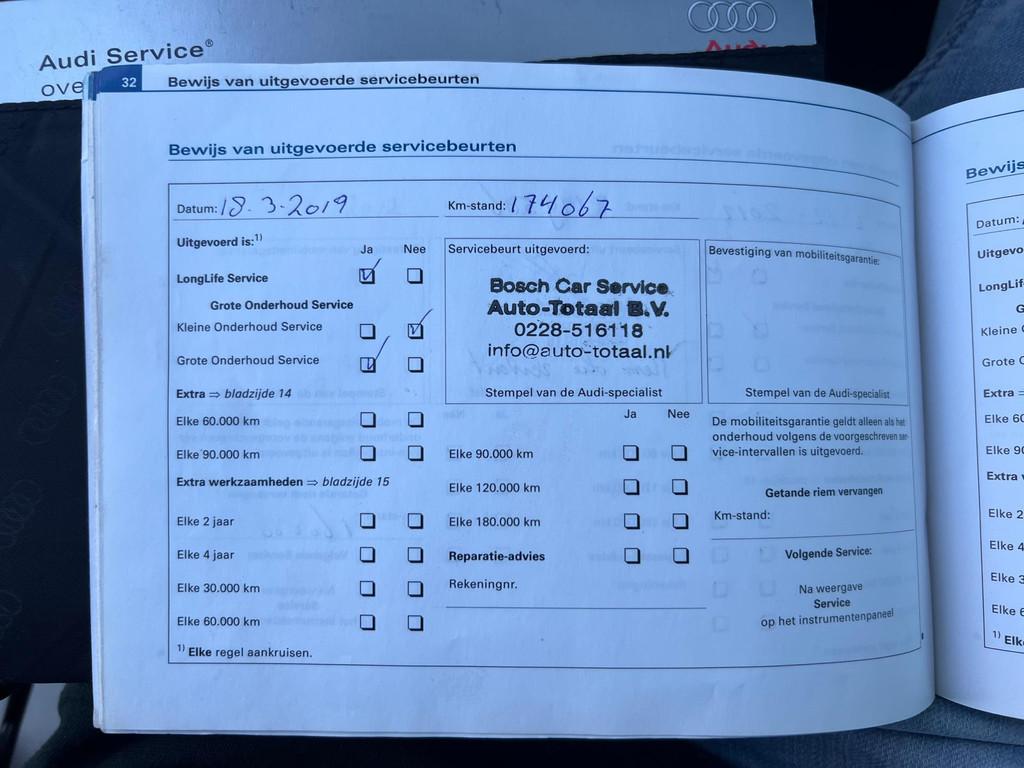 Audi Service®
ove
Audi
32 Bewijs van uitgevoerde servicebeurten
Bewijs van uitgevoerde servicebeurten
Datum: 18.3.2019 Km-stand: 174067
Uitgevoerd is:1)
Ja Nee
LongLife Service
Grote Onderhoud Service
Kleine Onderhoud Service
Grote Onderhoud Service
Extra ⇒ bladzijde 14
Elke 60.000 km
Elke 90.000 km
Extra werkzaamheden ⇒ bladzijde 15
Elke 2 jaar
Elke 4 jaar
Elke 30.000 km
Elke 60.000 km
1) Elke regel aankruisen.
Servicebeurt uitgevoerd:
Bosch Car Service
Auto-Totaal B.V.
0228-516118
info@auto-totaal.nl
Stempel van de Audi-specialist
Ja Nee
Elke 90.000 km
Elke 120.000 km
Elke 180.000 km
Reparatie-advies
Rekeningnr.
Bevestiging van mobiliteitsgarantie:
Stempel van de Audi-specialist
De mobiliteitsgarantie geldt alleen als het
onderhoud volgens de voorgeschreven ser-
vice-intervallen is uitgevoerd.
Getande riem vervangen
Km-stand:
Volgende Service:
Na weergave
Service
op het instrumentenpaneel
Bewijs
Datum:
Uitgevo
LongLif
G
Kleine O
Grote O
Extra =
Elke 60
Elke 90
Extra w
Elke 2
Elke 4
Elke 3
Elke 6
1) Elk